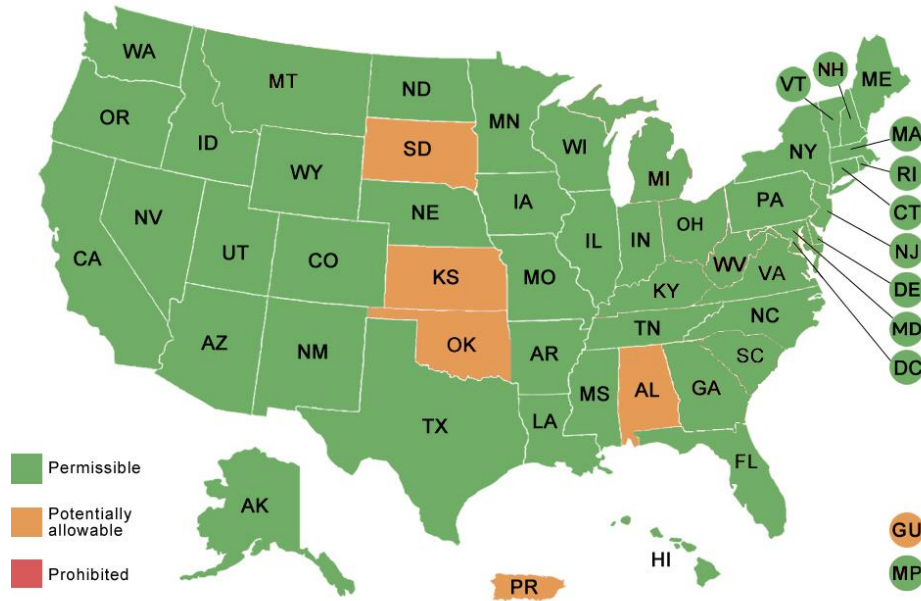 WA
MT
ND
MN
VT
NH
ME
OR
ID
SD
WI
MI
NY
MA
RI
WY
IA
PA
CT
NV
NE
IL
IN
OH
NJ
CA
UT
CO
KS
MO
WV
VA
DE
KY
MD
AZ
NM
OK
AR
TN
NC
SC
DC
TX
LA
MS
AL
GA
FL
Permissible
Potentially
allowable
Prohibited
AK
HI
PR
GU
MP